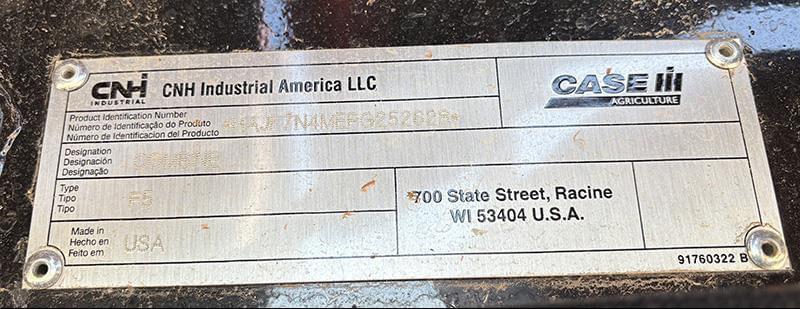 CNH
INDUSTRIAL
CNH Industrial America LLC
CASE IH
AGRICULTURE
Product Identification Number
Número de Identificação do Produto
Número de Identificacion del Producto
Designation
Designación
Designação
COMBINE
Type
Tipo
Tipo
Made in
Hecho en
Feito em
USA
700 State Street, Racine
WI 53404 U.S.A.
91760322 B